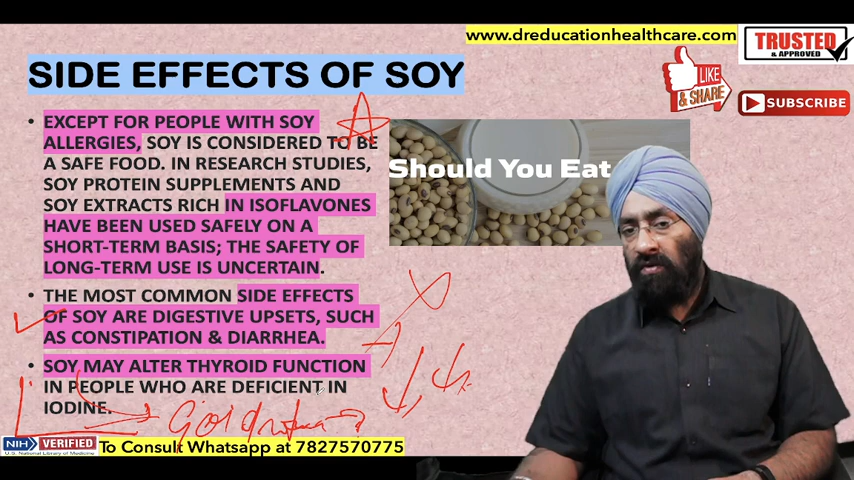 www.dreducationhealthcare.com
TRUSTED
& APPROVED
SIDE EFFECTS OF SOY
LIKE
& SHARE
SUBSCRIBE
• EXCEPT FOR PEOPLE WITH SOY
ALLERGIES, SOY IS CONSIDERED TO BE
A SAFE FOOD. IN RESEARCH STUDIES,
SOY PROTEIN SUPPLEMENTS AND
SOY EXTRACTS RICH IN ISOFLAVONES
HAVE BEEN USED SAFELY ON A
SHORT-TERM BASIS; THE SAFETY OF
LONG-TERM USE IS UNCERTAIN.
Should You Eat
• THE MOST COMMON SIDE EFFECTS
OF SOY ARE DIGESTIVE UPSETS, SUCH
AS CONSTIPATION & DIARRHEA.
• SOY MAY ALTER THYROID FUNCTION
IN PEOPLE WHO ARE DEFICIENT IN
IODINE.
NIH VERIFIED
U.S. National Library of Medicine
To Consult Whatsapp at 7827570775